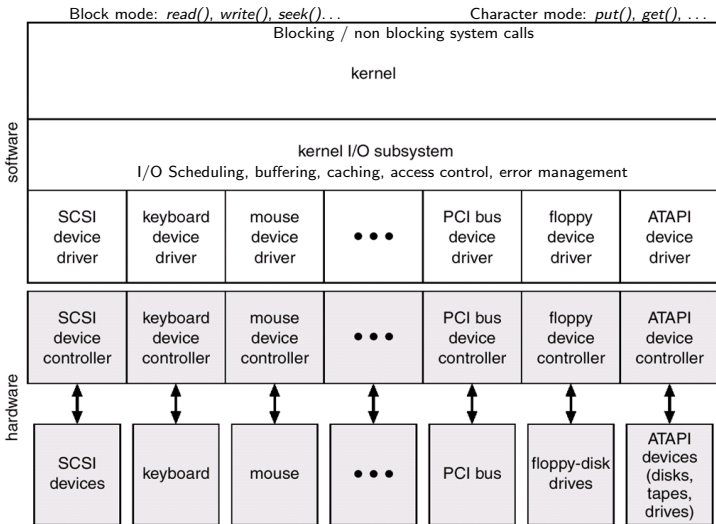 Block mode: read(), write(), seek()... Character mode: put(), get(), ...
Blocking / non blocking system calls
kernel
software
kernel I/O subsystem
I/O Scheduling, buffering, caching, access control, error management
SCSI
device
driver
keyboard
device
driver
mouse
device
driver
•••
PCI bus
device
driver
floppy
device
driver
ATAPI
device
driver
hardware
SCSI
device
controller
keyboard
device
controller
mouse
device
controller
•••
PCI bus
device
controller
floppy
device
controller
ATAPI
device
controller
SCSI
devices
keyboard
mouse
•••
PCI bus
floppy-disk
drives
ATAPI
devices
(disks,
tapes,
drives)